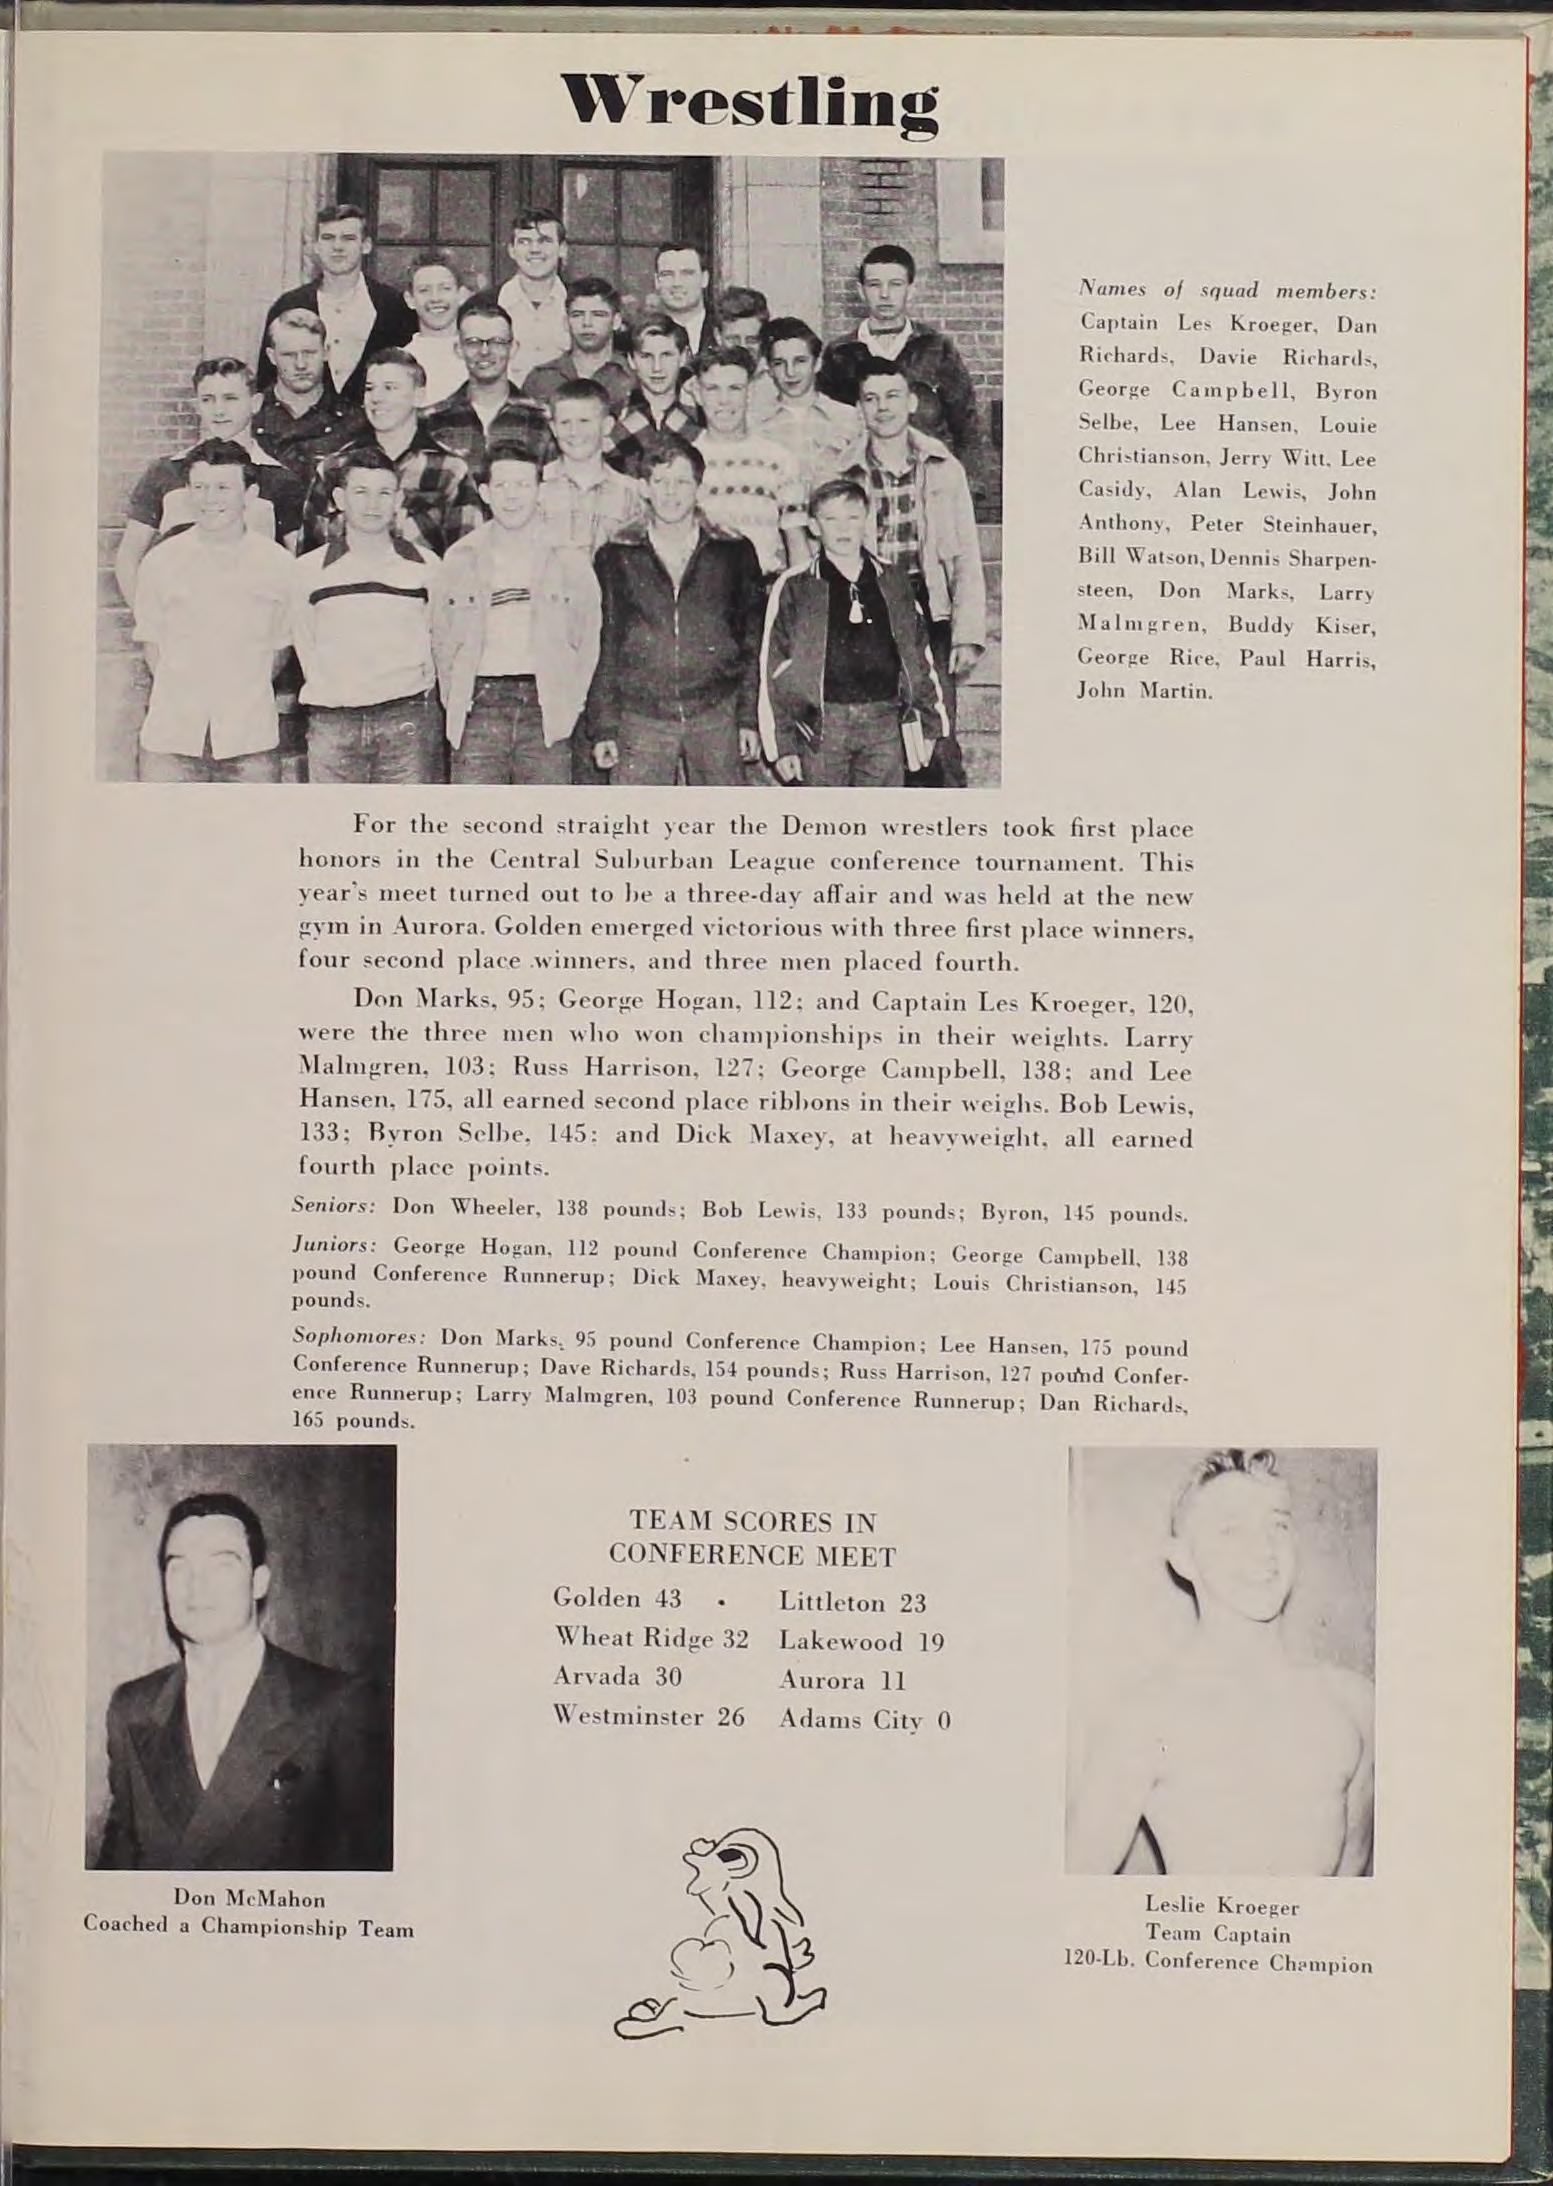 Wrestling
Names of squad members:
Captain Les Kroeger, Dan
Richards, Davie Richards,
George Campbell, Byron
Selbe, Lee Hansen, Louie
Christianson, Jerry Witt, Lee
Casidy, Alan Lewis, John
Anthony, Peter Steinhauer,
Bill Watson, Dennis Sharpen-
steen, Don Marks, Larry
Malmgren, Buddy Kiser,
George Rice, Paul Harris,
John Martin.
For the second straight year the Demon wrestlers took first place
honors in the Central Suburban League conference tournament. This
year's meet turned out to be a three-day affair and was held at the new
gym in Aurora. Golden emerged victorious with three first place winners,
four second place winners, and three men placed fourth.
Don Marks, 95; George Hogan, 112; and Captain Les Kroeger, 120,
were the three men who won championships in their weights. Larry
Malmgren, 103; Russ Harrison, 127; George Campbell, 138; and Lee
Hansen, 175, all earned second place ribbons in their weighs. Bob Lewis,
133; Byron Selbe, 145; and Dick Maxey, at heavyweight, all earned
fourth place points.
Seniors: Don Wheeler, 138 pounds; Bob Lewis, 133 pounds; Byron, 145 pounds.
Juniors: George Hogan, 112 pound Conference Champion; George Campbell, 138
pound Conference Runnerup; Dick Maxey, heavyweight; Louis Christianson, 145
pounds.
Sophomores: Don Marks, 95 pound Conference Champion; Lee Hansen, 175 pound
Conference Runnerup; Dave Richards, 154 pounds; Russ Harrison, 127 pound Confer-
ence Runnerup; Larry Malmgren, 103 pound Conference Runnerup; Dan Richards,
165 pounds.
TEAM SCORES IN
CONFERENCE MEET
Golden 43 • Littleton 23
Wheat Ridge 32 Lakewood 19
Arvada 30 Aurora 11
Westminster 26 Adams City 0
Don McMahon
Coached a Championship Team
Leslie Kroeger
Team Captain
120-Lb. Conference Champion